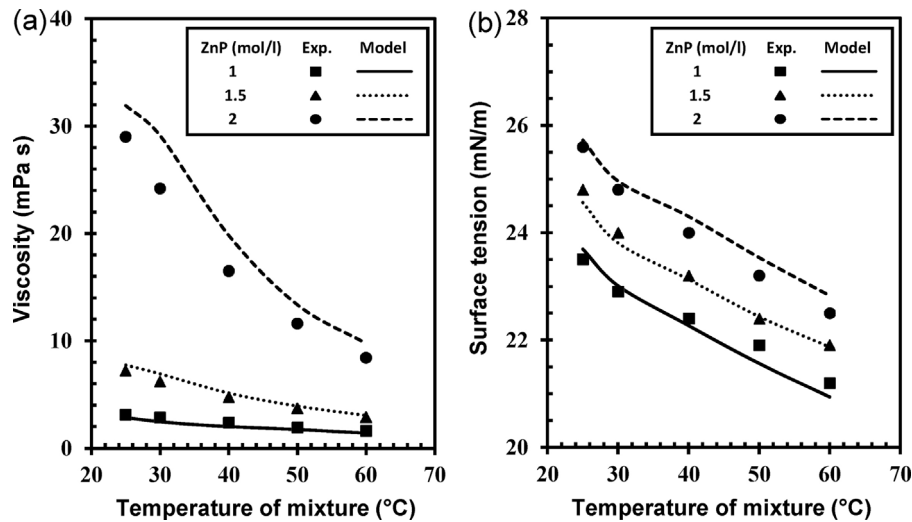 (a)
ZnP (mol/l) Exp. Model
1
1.5
2
Viscosity (mPa s)
40
30
20
10
0
20 30 40 50 60 70
Temperature of mixture (°C)
(b)
ZnP (mol/l) Exp. Model
1
1.5
2
Surface tension (mN/m)
28
26
24
22
20
20 30 40 50 60 70
Temperature of mixture (°C)